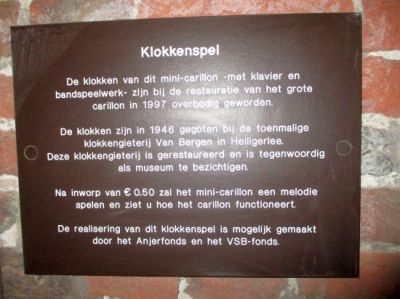 Klokkenspel
De klokken van dit mini-carillon -met klavier en
bandspeelwerk- zijn bij de restauretie van het grote
carillon in 1997 overbodig geworden.
De klokken zijn in 1946 gegoten bij de toenmalige
klokkengieterij Van Bergen in Heiligerlee.
Deze klokkengieterij is gerestaureerd en is tegenwoordig
als museum te bezichtigen.
Na inworp van € 0.50 zal het mini-carillon een melodie
spelen en ziet u hoe het carillon functioneert.
De realisering van dit klokkenspel is mogelijk gemaakt
door het Anjerfonds en het VSB-fonds.